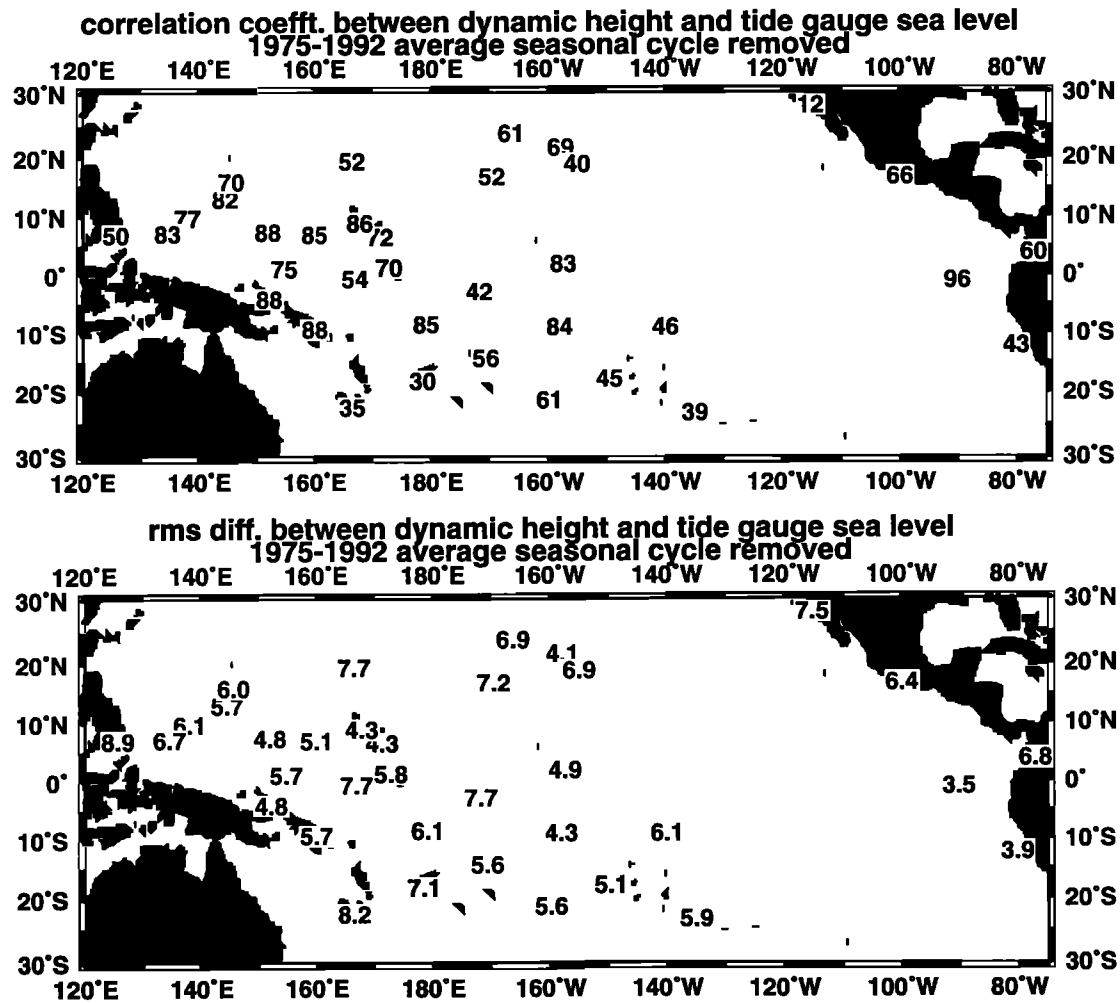 correlation coefft. between dynamic height and tide gauge sea level
1975-1992 average seasonal cycle removed
120˚E 140˚E 160˚E 180˚E 160˚W 140˚W 120˚W 100˚W 80˚W
30˚N 12 30˚N
61
69
20˚N 52 40 20˚N
52 66
70
82
10˚N 77 86 10˚N
50 83 88 85 72 60
75 70 83
0˚ 54 96 0˚
42
88
10˚S 88 85 84 46 10˚S
56 43
30 45
20˚S 35 61 39 20˚S
30˚S 30˚S
120˚E 140˚E 160˚E 180˚E 160˚W 140˚W 120˚W 100˚W 80˚W
rms diff. between dynamic height and tide gauge sea level
1975-1992 average seasonal cycle removed
120˚E 140˚E 160˚E 180˚E 160˚W 140˚W 120˚W 100˚W 80˚W
30˚N 7.5 30˚N
6.9
4.1
20˚N 7.7 6.9 20˚N
7.2 6.4
6.0
5.7
10˚N 4.3 10˚N
8.9 6.7 4.8 5.1 4.3 6.8
5.7 5.8 4.9
0˚ 7.7 3.5 0˚
7.7
4.8
10˚S 5.7 6.1 4.3 6.1 10˚S
5.6 3.9
7.1 5.1
20˚S 8.2 5.6 5.9 20˚S
30˚S 30˚S
120˚E 140˚E 160˚E 180˚E 160˚W 140˚W 120˚W 100˚W 80˚W